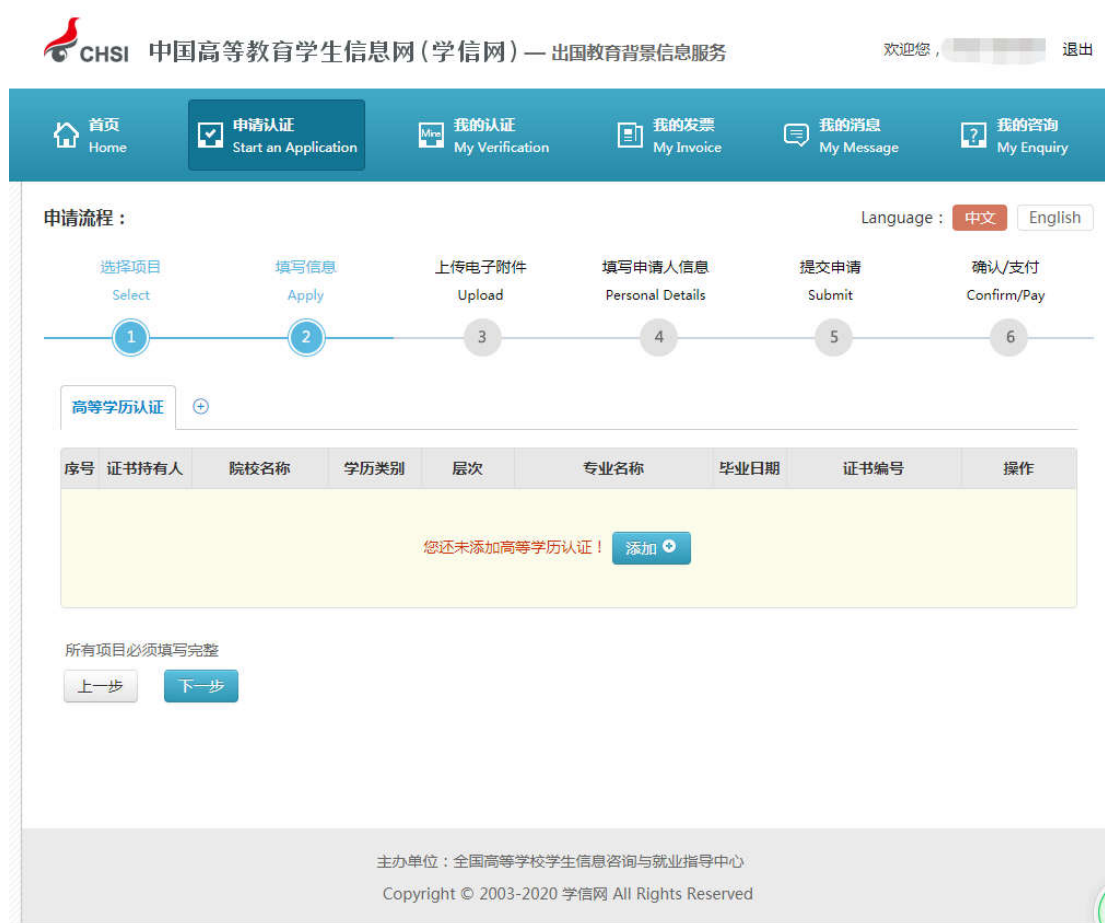 CHSI 中国高等教育学生信息网(学信网) — 出国教育背景信息服务 欢迎您, 退出
首页 申请认证 我的认证 我的发票 我的消息 我的咨询
Home Start an Application Mine My Verification My Invoice My Message My Enquiry
申请流程: Language: 中文 English
选择项目 填写信息 上传电子附件 填写申请人信息 提交申请 确认/支付
Select Apply Upload Personal Details Submit Confirm/Pay
1 2 3 4 5 6
高等学历认证
序号 证书持有人 院校名称 学历类别 层次 专业名称 毕业日期 证书编号 操作
您还未添加高等学历认证! 添加
所有项目必须填写完整
上一步 下一步
主办单位:全国高等学校学生信息咨询与就业指导中心
Copyright © 2003-2020 学信网 All Rights Reserved